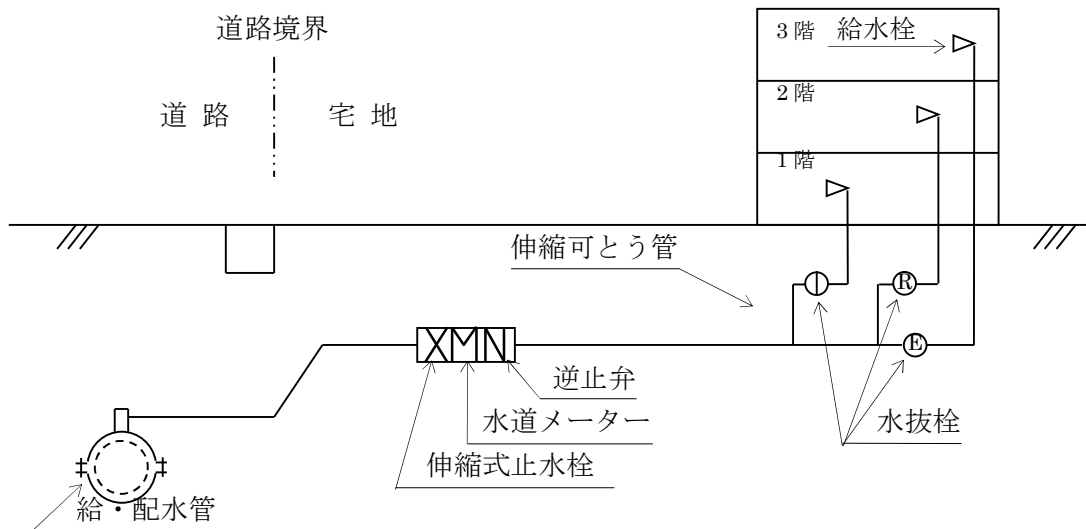 道路境界
3階 給水栓
2階
道 路
宅 地
1階
伸縮可とう管
R
E
XMN
逆止弁
水道メーター
水抜栓
伸縮式止水栓
給・配水管